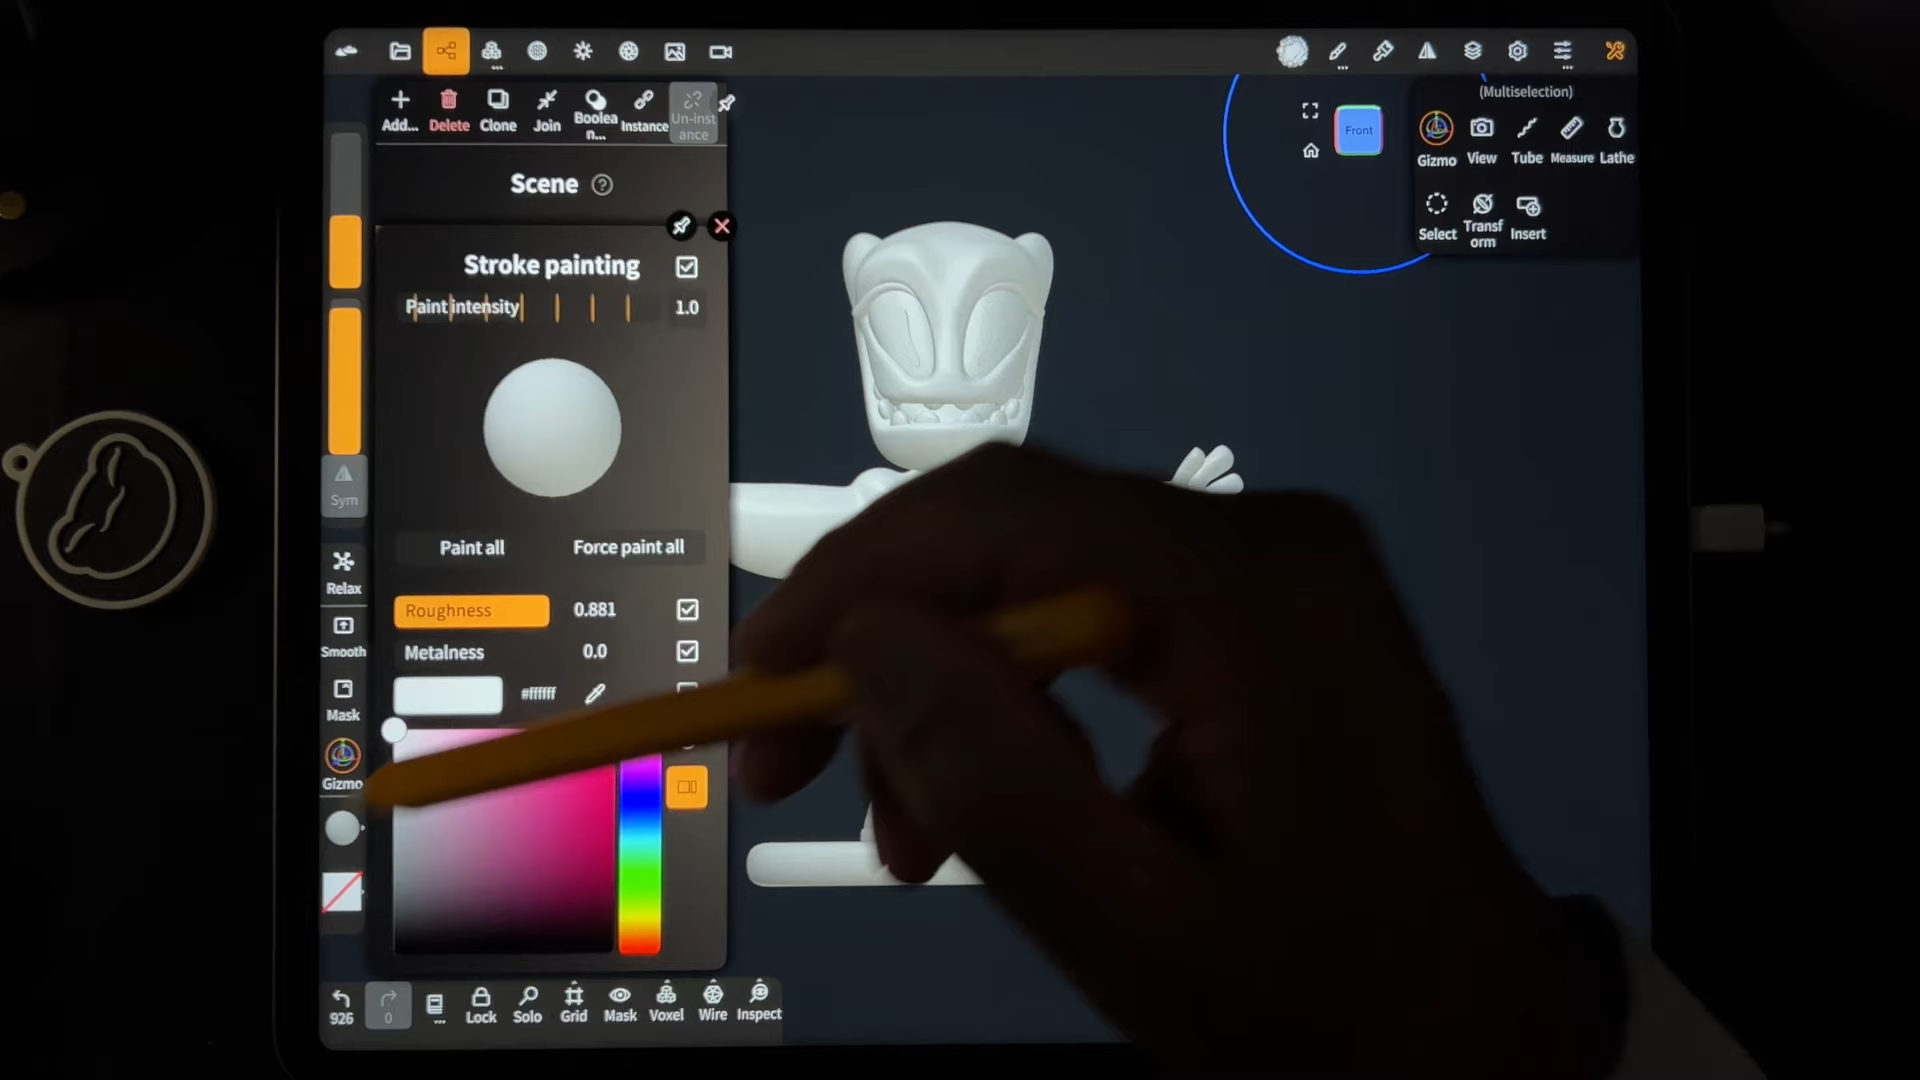 Add...
Delete
Clone
Join
Boolea
n...
Instance
Un-inst
ance
Scene ?
Stroke painting
Paint intensity 1.0
Paint all
Force paint all
Roughness 0.881
Metalness 0.0
#ffffff
Sym
Relax
Smooth
Mask
Gizmo
926
0
Lock
Solo
Grid
Mask
Voxel
Wire
Inspect
Front
(Multiselection)
Gizmo
View
Tube
Measure
Lathe
Select
Transf
orm
Insert